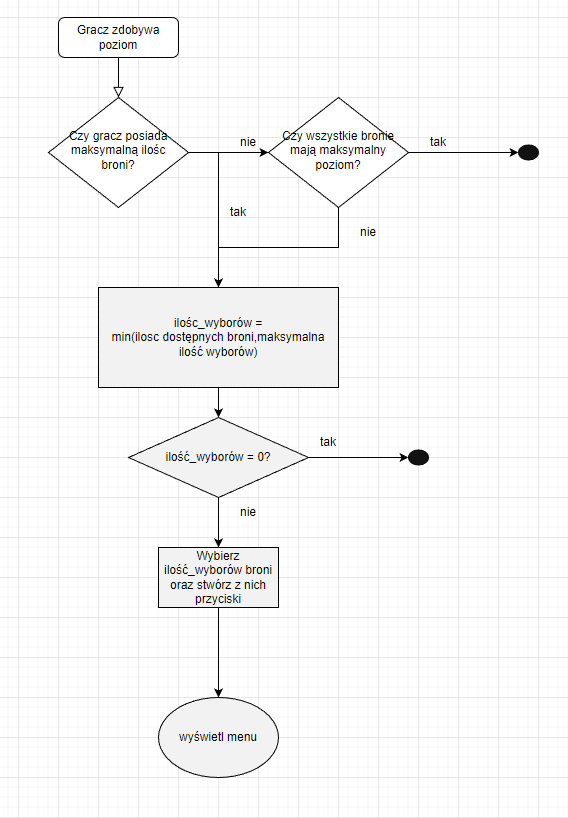 Gracz zdobywa
poziom
Czy gracz posiada
maksymalną ilośc
broni?
nie
Czy wszystkie bronie
mają maksymalny
poziom?
tak
tak
nie
ilośc_wyborów =
min(ilosc dostępnych broni,maksymalna
ilość wyborów)
ilość_wyborów = 0?
tak
nie
Wybierz
ilość_wyborów broni
oraz stwórz z nich
przyciski
wyświetl menu